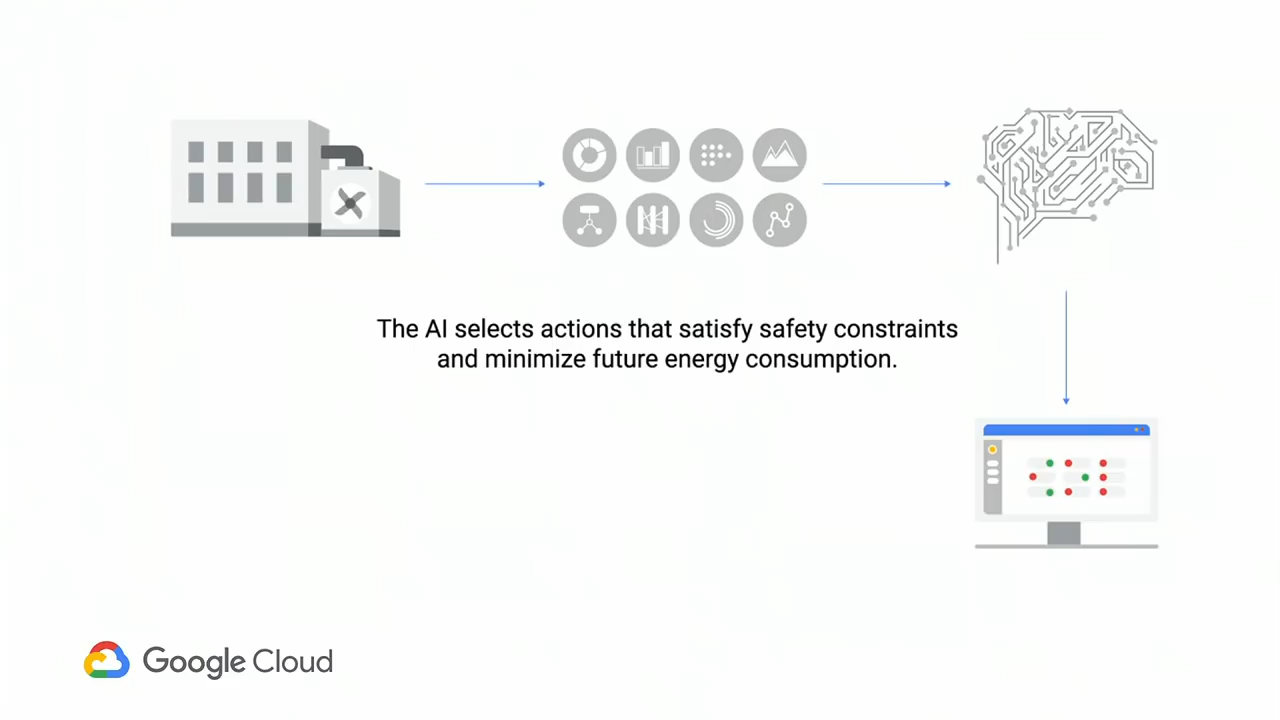 The AI selects actions that satisfy safety constraints
and minimize future energy consumption.
Google Cloud